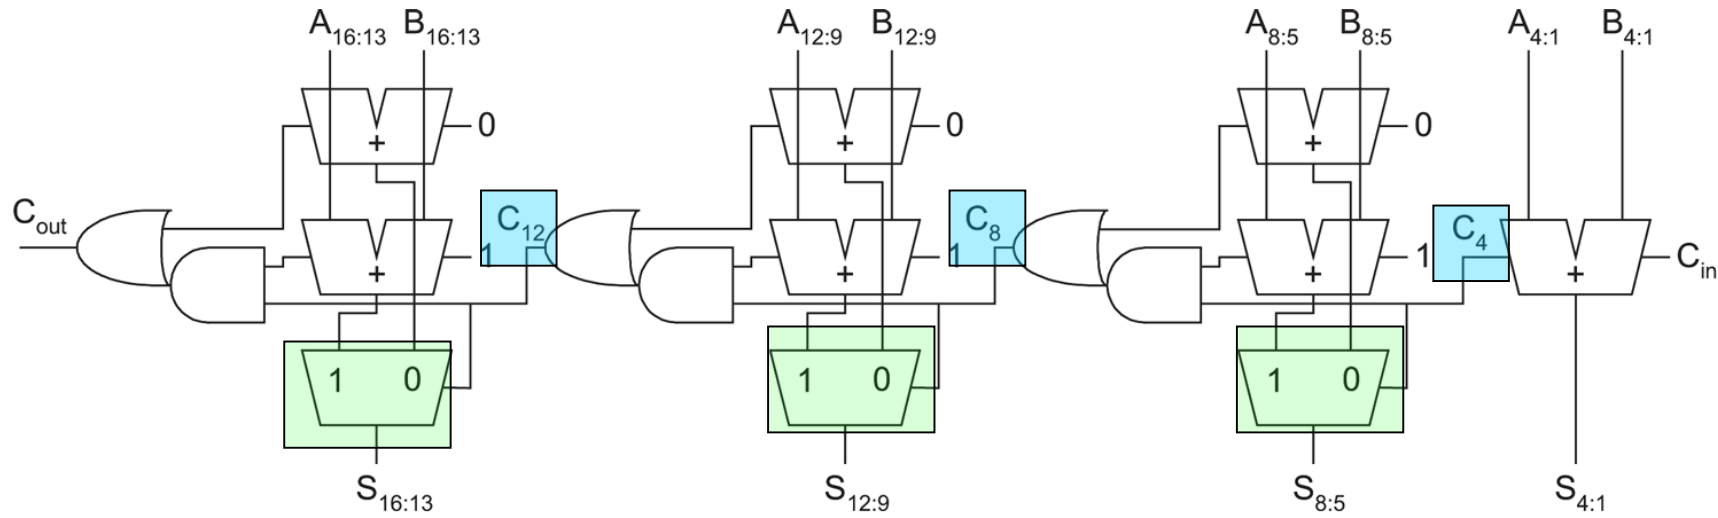 A16:13 B16:13 A12:9 B12:9 A8:5 B8:5 A4:1 B4:1
0 0 0
+ + +
Cout C12 C8 C4
1 1 1 Cin
+ + + +
1 0 1 0 1 0
S16:13 S12:9 S8:5 S4:1